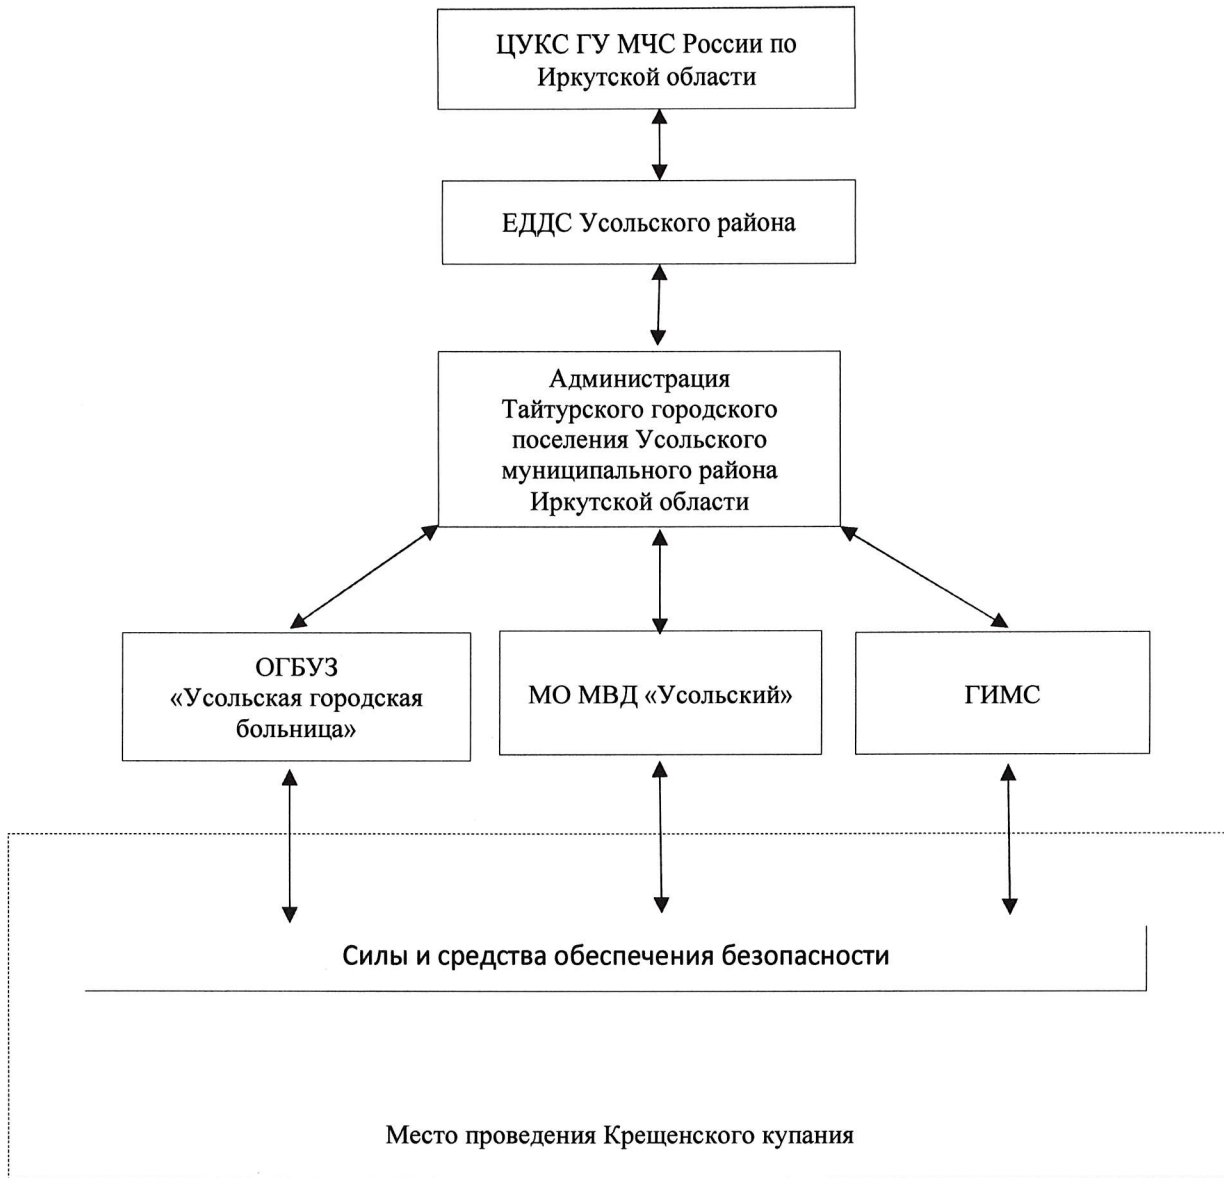 ЦУКС ГУ МЧС России по
Иркутской области
ЕДДС Усольского района
Администрация
Тайтурского городского
поселения Усольского
муниципального района
Иркутской области
ОГБУЗ
«Усольская городская
больница»
МО МВД «Усольский»
ГИМС
Силы и средства обеспечения безопасности
Место проведения Крещенского купания